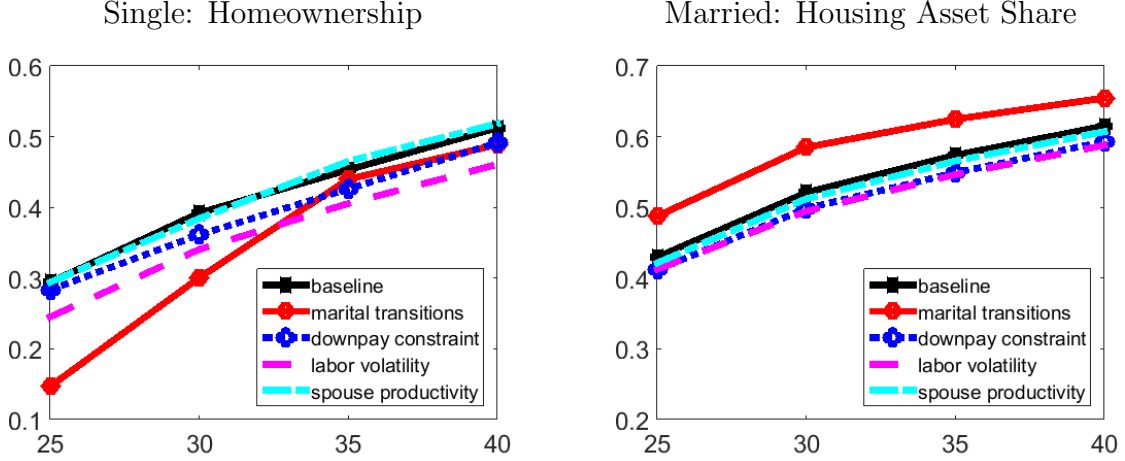 Single: Homeownership
0.6
0.5
0.4
0.3
0.2
0.1
25 30 35 40
baseline
marital transitions
downpay constraint
labor volatility
spouse productivity
Married: Housing Asset Share
0.7
0.6
0.5
0.4
0.3
0.2
25 30 35 40
baseline
marital transitions
downpay constraint
labor volatility
spouse productivity